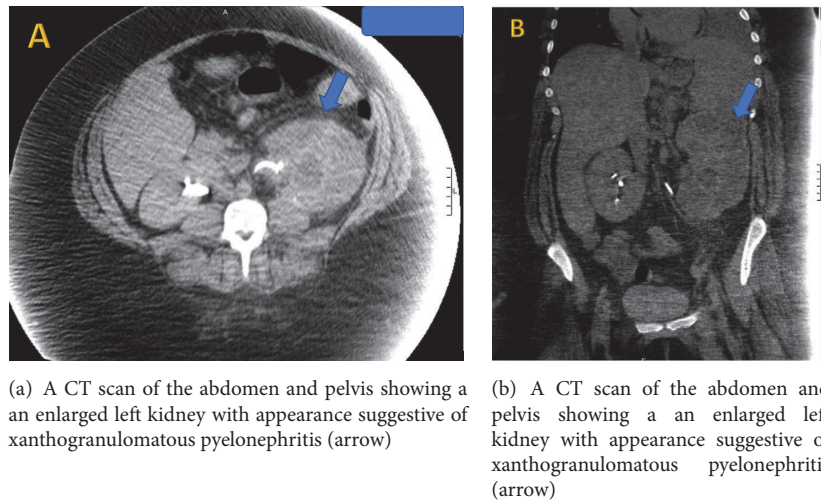 A
A
B
(a) A CT scan of the abdomen and pelvis showing a
an enlarged left kidney with appearance suggestive of
xanthogranulomatous pyelonephritis (arrow)
(b) A CT scan of the abdomen and
pelvis showing a an enlarged lef
kidney with appearance suggestive o
xanthogranulomatous pyelonephriti
(arrow)